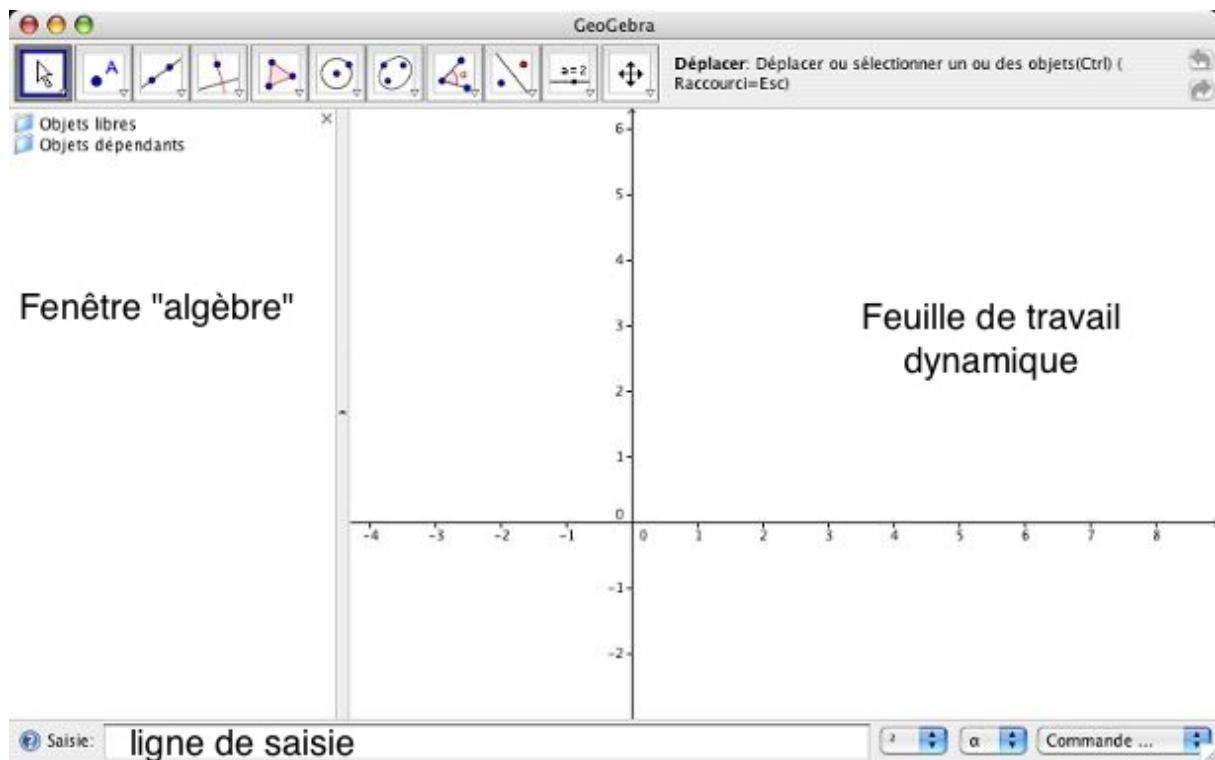 GeoGebra
A
α
a=2
Déplacer: Déplacer ou sélectionner un ou des objets(Ctrl) (
Raccourci=Esc)
Objets libres
Objets dépendants
Fenêtre "algèbre"
Feuille de travail
dynamique
6
5
4
3
2
1
0
-4 -3 -2 -1 0 1 2 3 4 5 6 7 8
-1
-2
Saisie: ligne de saisie ² α Commande ...